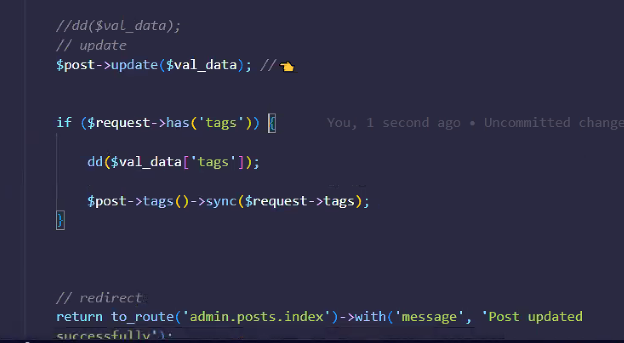 //dd($val_data);
// update
$post->update($val_data); //👈
if ($request->has('tags')) {
You, 1 second ago • Uncommitted change
dd($val_data['tags']);
$post->tags()->sync($request->tags);
}
// redirect
return to_route('admin.posts.index')->with('message', 'Post updated
successfully');